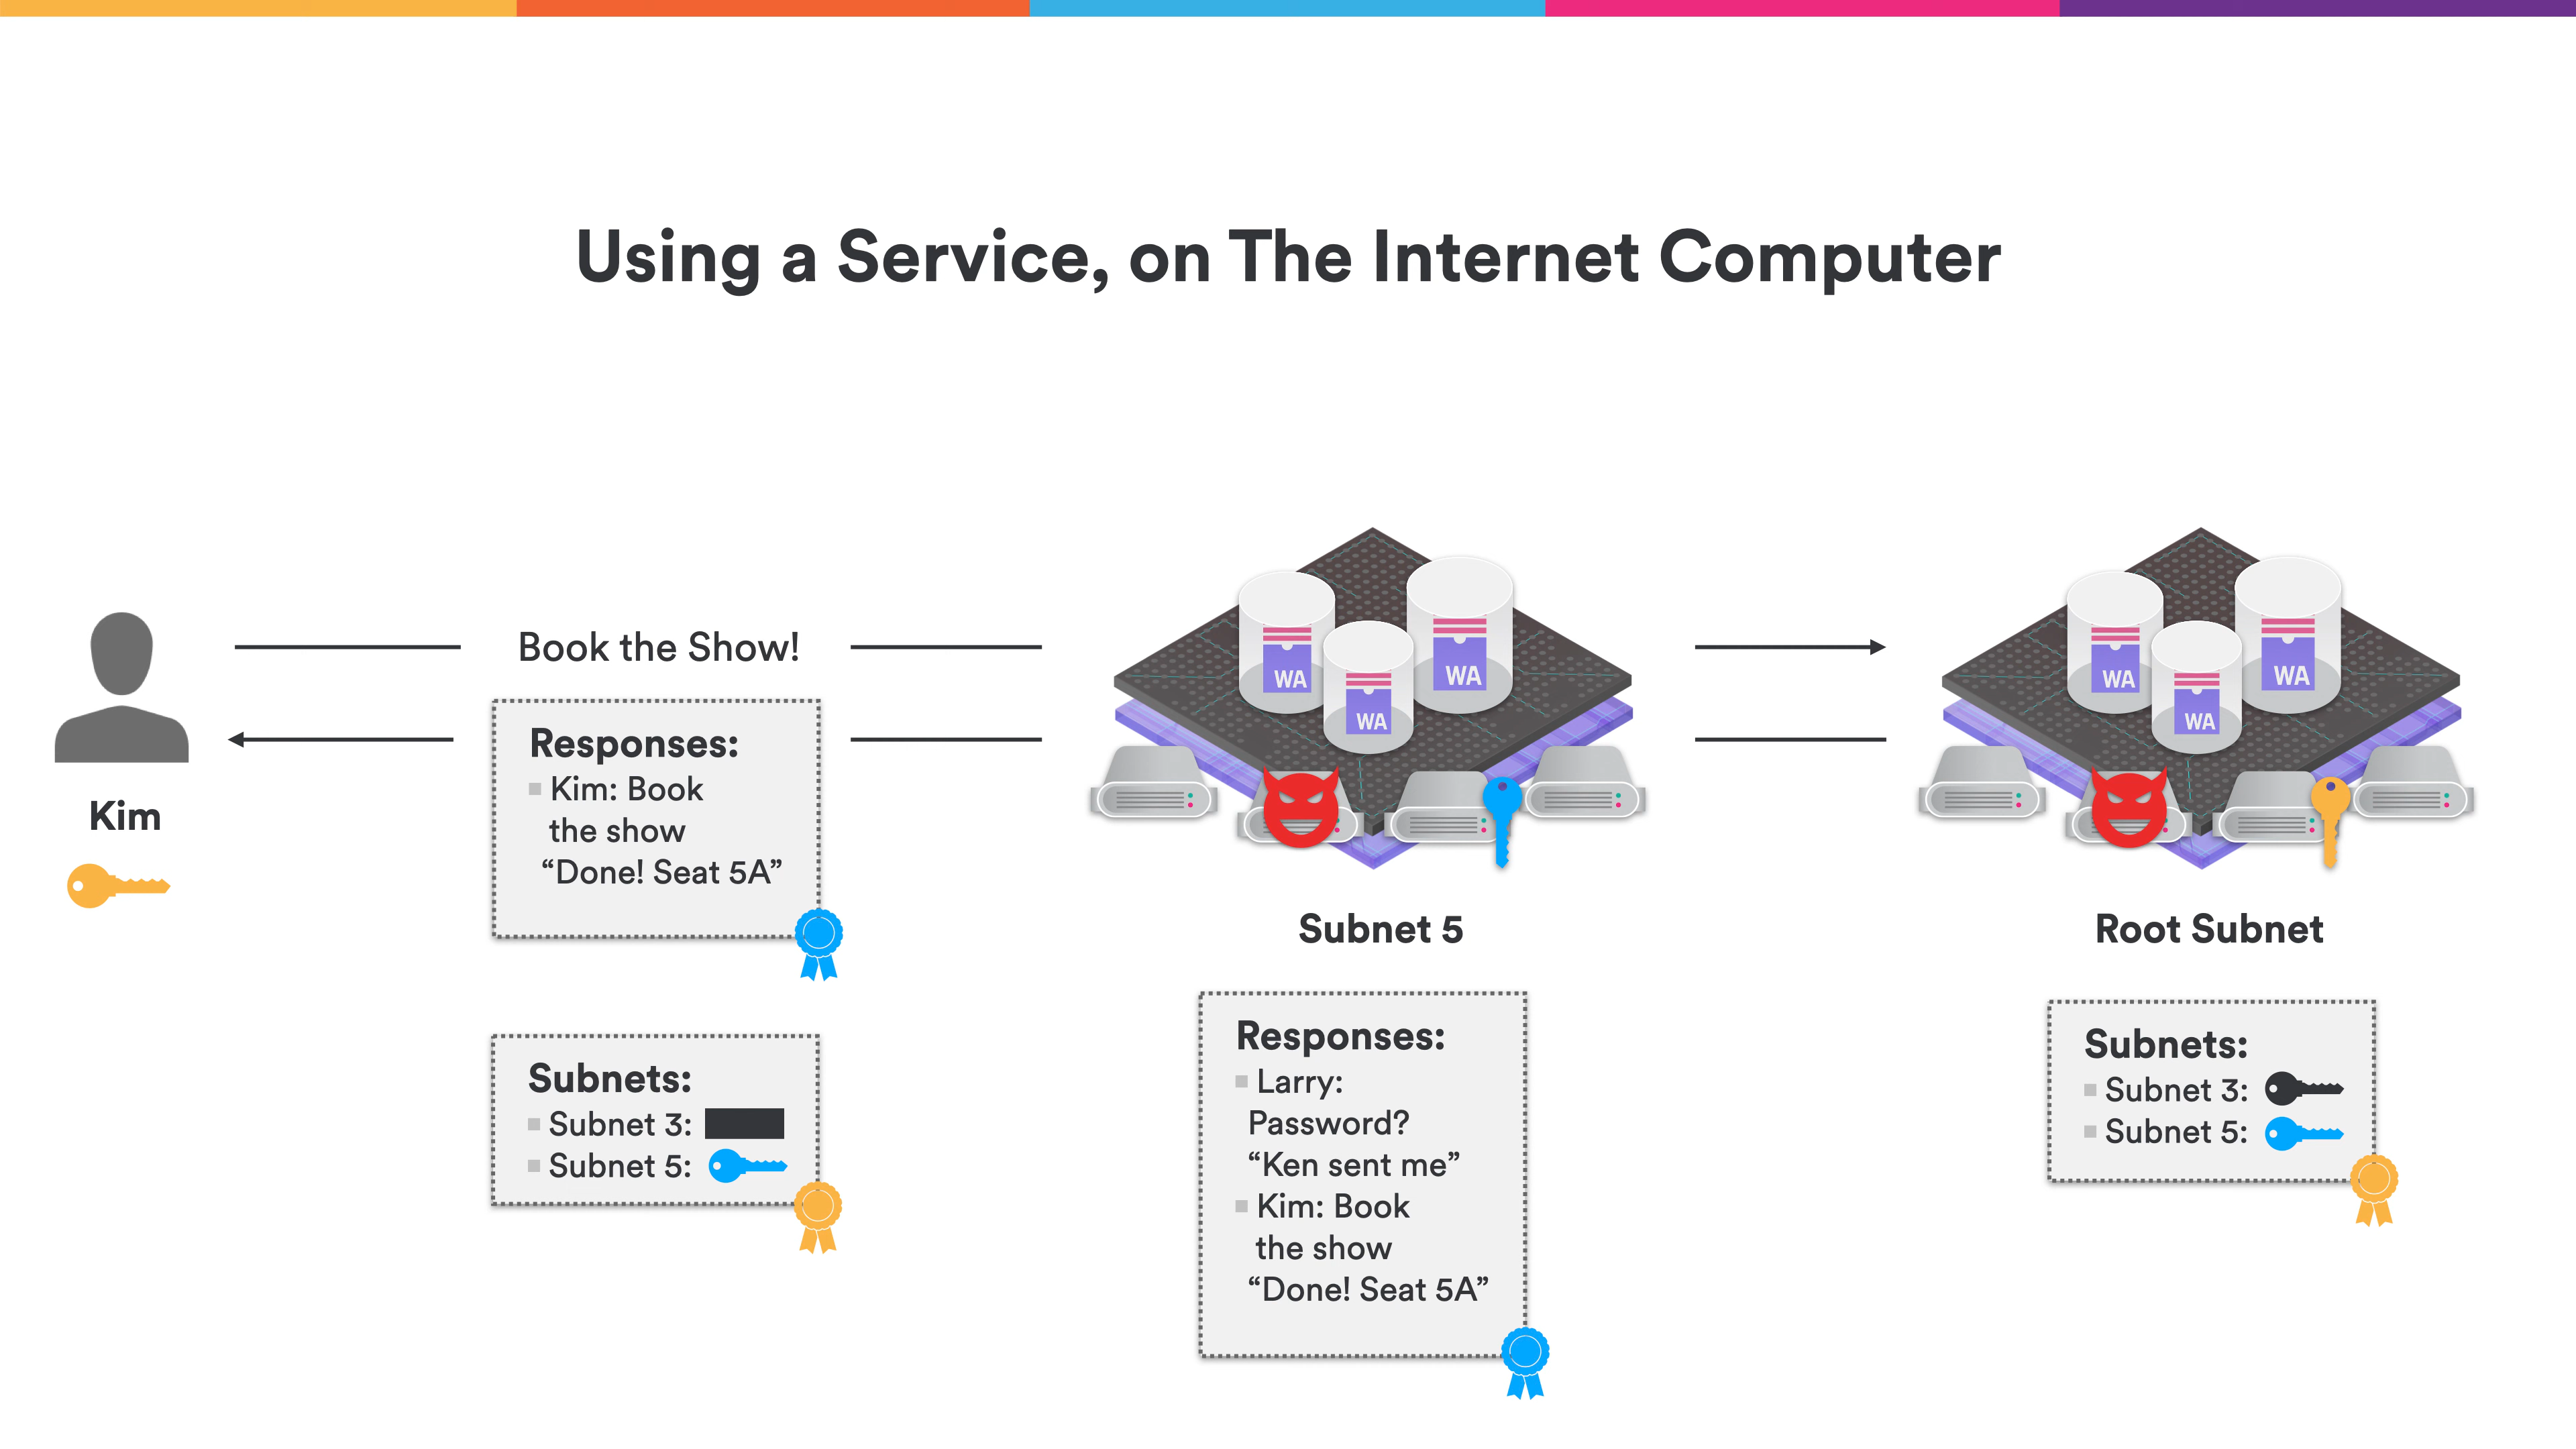 Using a Service, on The Internet Computer
Book the Show!
Responses:
Kim: Book
the show
“Done! Seat 5A”
Kim
Subnets:
Subnet 3:
Subnet 5:
WA
WA
WA
Subnet 5
Responses:
Larry:
Password?
“Ken sent me”
Kim: Book
the show
“Done! Seat 5A”
WA
WA
WA
Root Subnet
Subnets:
Subnet 3:
Subnet 5: